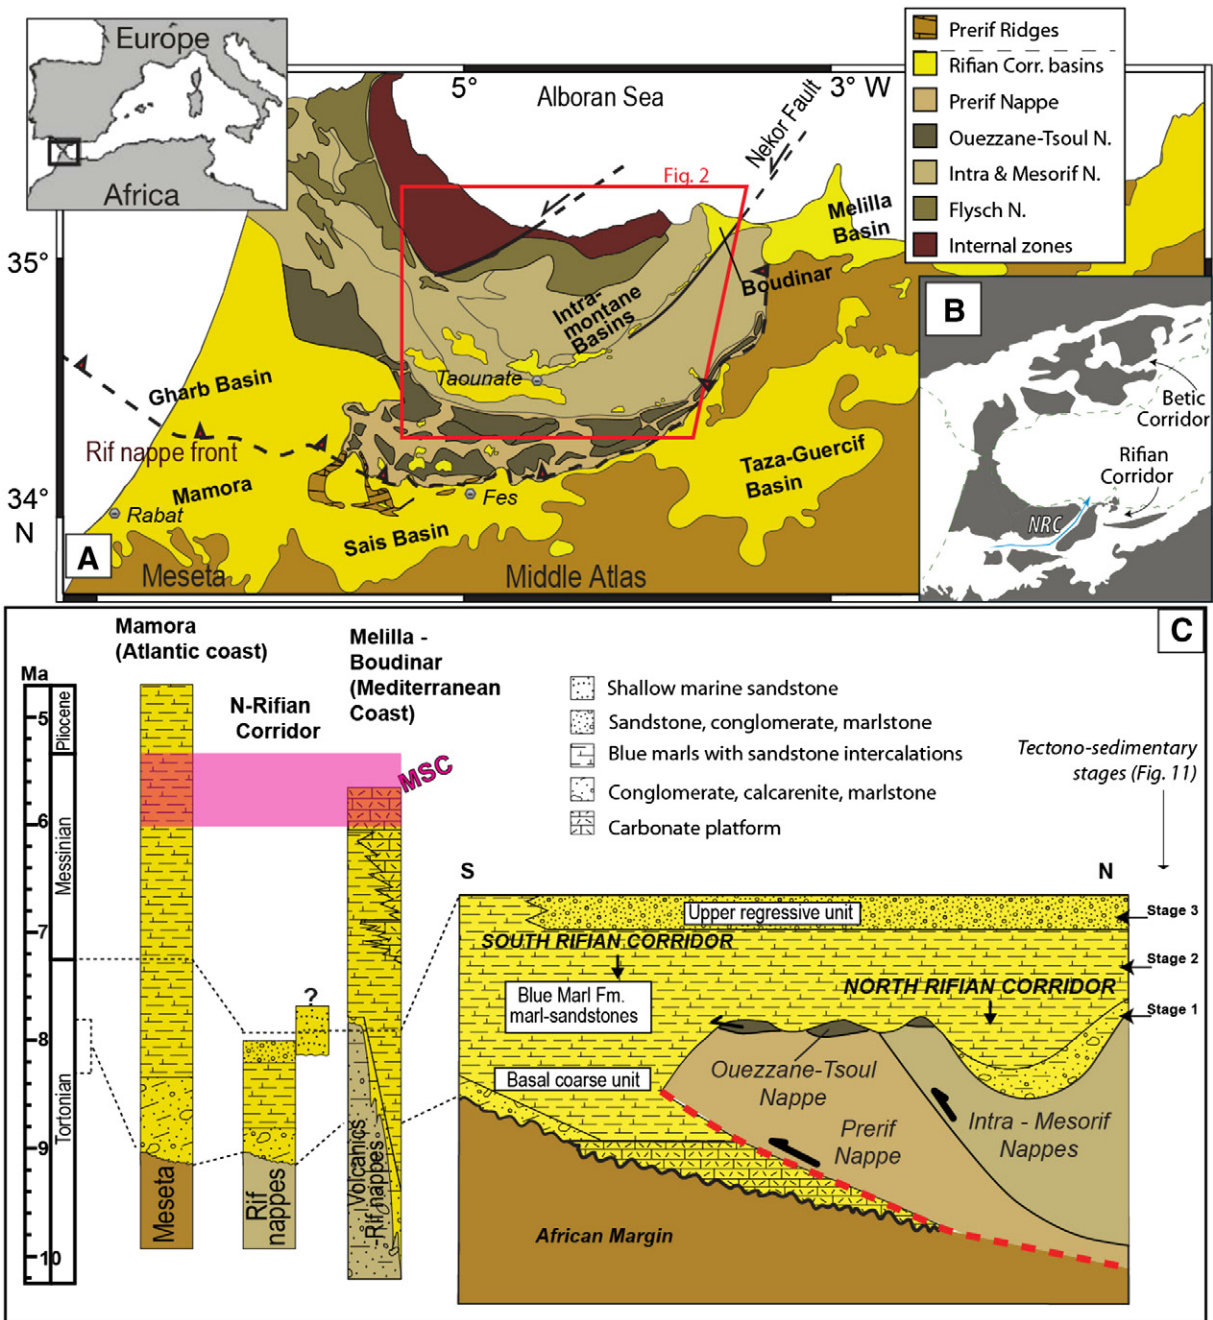 Europe
Africa
5°
3° W
Alboran Sea
Nekor Fault
Fig. 2
Prerif Ridges
Rifian Corr. basins
Prerif Nappe
Ouezzane-Tsoul N.
Intra & Mesorif N.
Flysch N.
Internal zones
Melilla
Basin
35°
Boudinar
Intra-
montane
Basins
Taounate
Gharb Basin
Rif nappe front
Mamora
34°
N
Rabat
Fes
Sais Basin
Taza-Guercif
Basin
A
Meseta
Middle Atlas
B
Betic
Corridor
Rifian
Corridor
NRC
C
Mamora
(Atlantic coast)
Melilla -
Boudinar
(Mediterranean
Coast)
N-Rifian
Corridor
Ma
5
6
7
8
9
10
Pliocene
Messinian
Tortonian
MSC
?
Meseta
Rif
nappes
Volcanics
-Rif nappes
Shallow marine sandstone
Sandstone, conglomerate, marlstone
Blue marls with sandstone intercalations
Conglomerate, calcarenite, marlstone
Carbonate platform
Tectono-sedimentary
stages (Fig. 11)
S
N
Upper regressive unit
Stage 3
SOUTH RIFIAN CORRIDOR
Stage 2
NORTH RIFIAN CORRIDOR
Stage 1
Blue Marl Fm.
marl-sandstones
Basal coarse unit
Ouezzane-Tsoul
Nappe
Prerif
Nappe
Intra - Mesorif
Nappes
African Margin